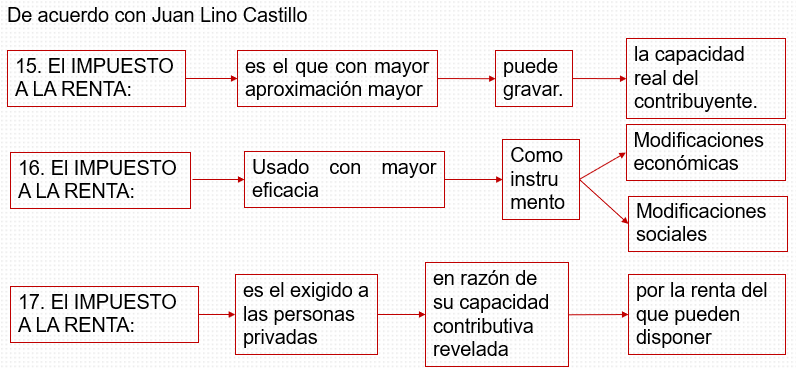 De acuerdo con Juan Lino Castillo
15. El IMPUESTO
A LA RENTA:
es el que con mayor
aproximación mayor
puede
gravar.
la capacidad
real del
contribuyente.
16. El IMPUESTO
A LA RENTA:
Usado con mayor
eficacia
Como
instru
mento
Modificaciones
económicas
Modificaciones
sociales
17. El IMPUESTO
A LA RENTA:
es el exigido a
las personas
privadas
en razón de
su capacidad
contributiva
revelada
por la renta del
que pueden
disponer